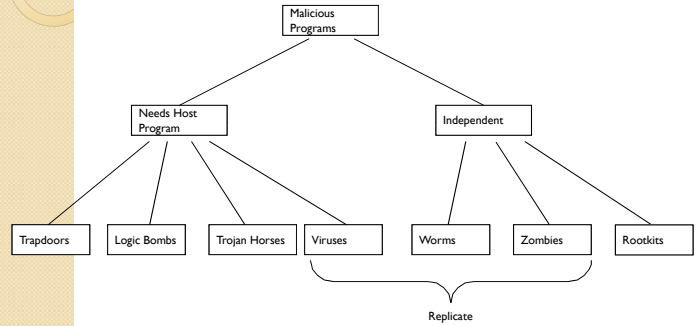 Malicious
Programs
Needs Host
Program
Independent
Trapdoors
Logic Bombs
Trojan Horses
Viruses
Worms
Zombies
Rootkits
Replicate